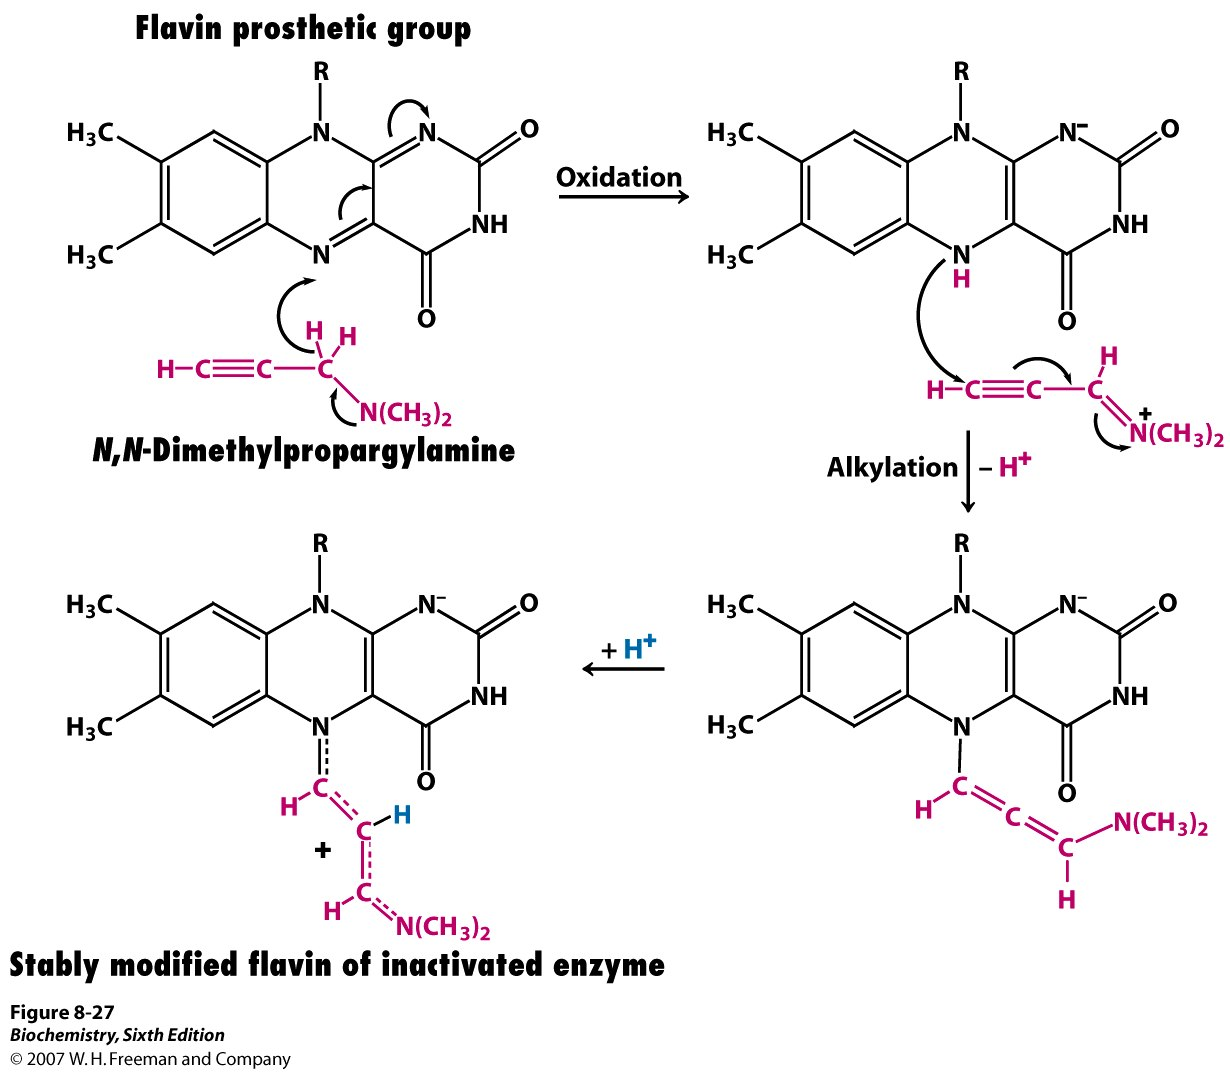 Flavin prosthetic group
R
R
H₃C
N
N
O
H₃C
N
N⁻
O
Oxidation
NH
NH
H₃C
N
H₃C
N
H
O
O
H
H
H
H–C≡C–C
H–C≡C–C
N(CH₃)₂
+
N(CH₃)₂
N,N-Dimethylpropargylamine
Alkylation
– H⁺
R
R
H₃C
N
N⁻
O
H₃C
N
N⁻
O
+ H⁺
NH
NH
H₃C
N
H₃C
N
O
O
H
C
C
H
H
C
C
N(CH₃)₂
+
C
H
C
H
N(CH₃)₂
Stably modified flavin of inactivated enzyme
Figure 8-27
Biochemistry, Sixth Edition
© 2007 W. H. Freeman and Company